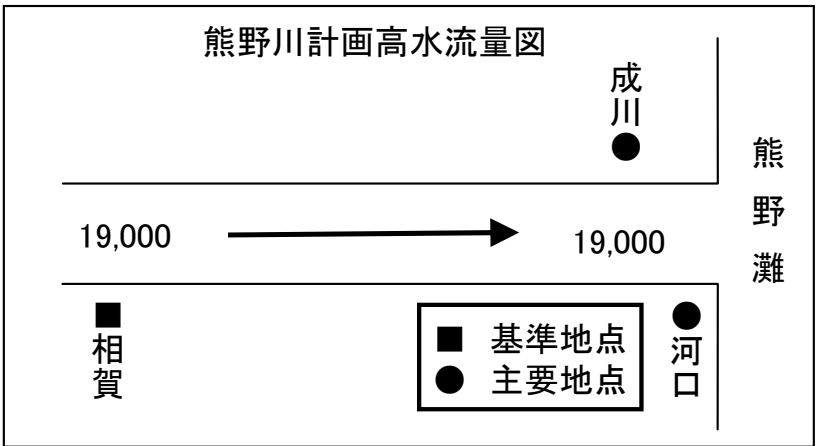 熊野川計画高水流量図
成川
●
熊野灘
19,000
19,000
■
相賀
■ 基準地点
● 主要地点
●
河口